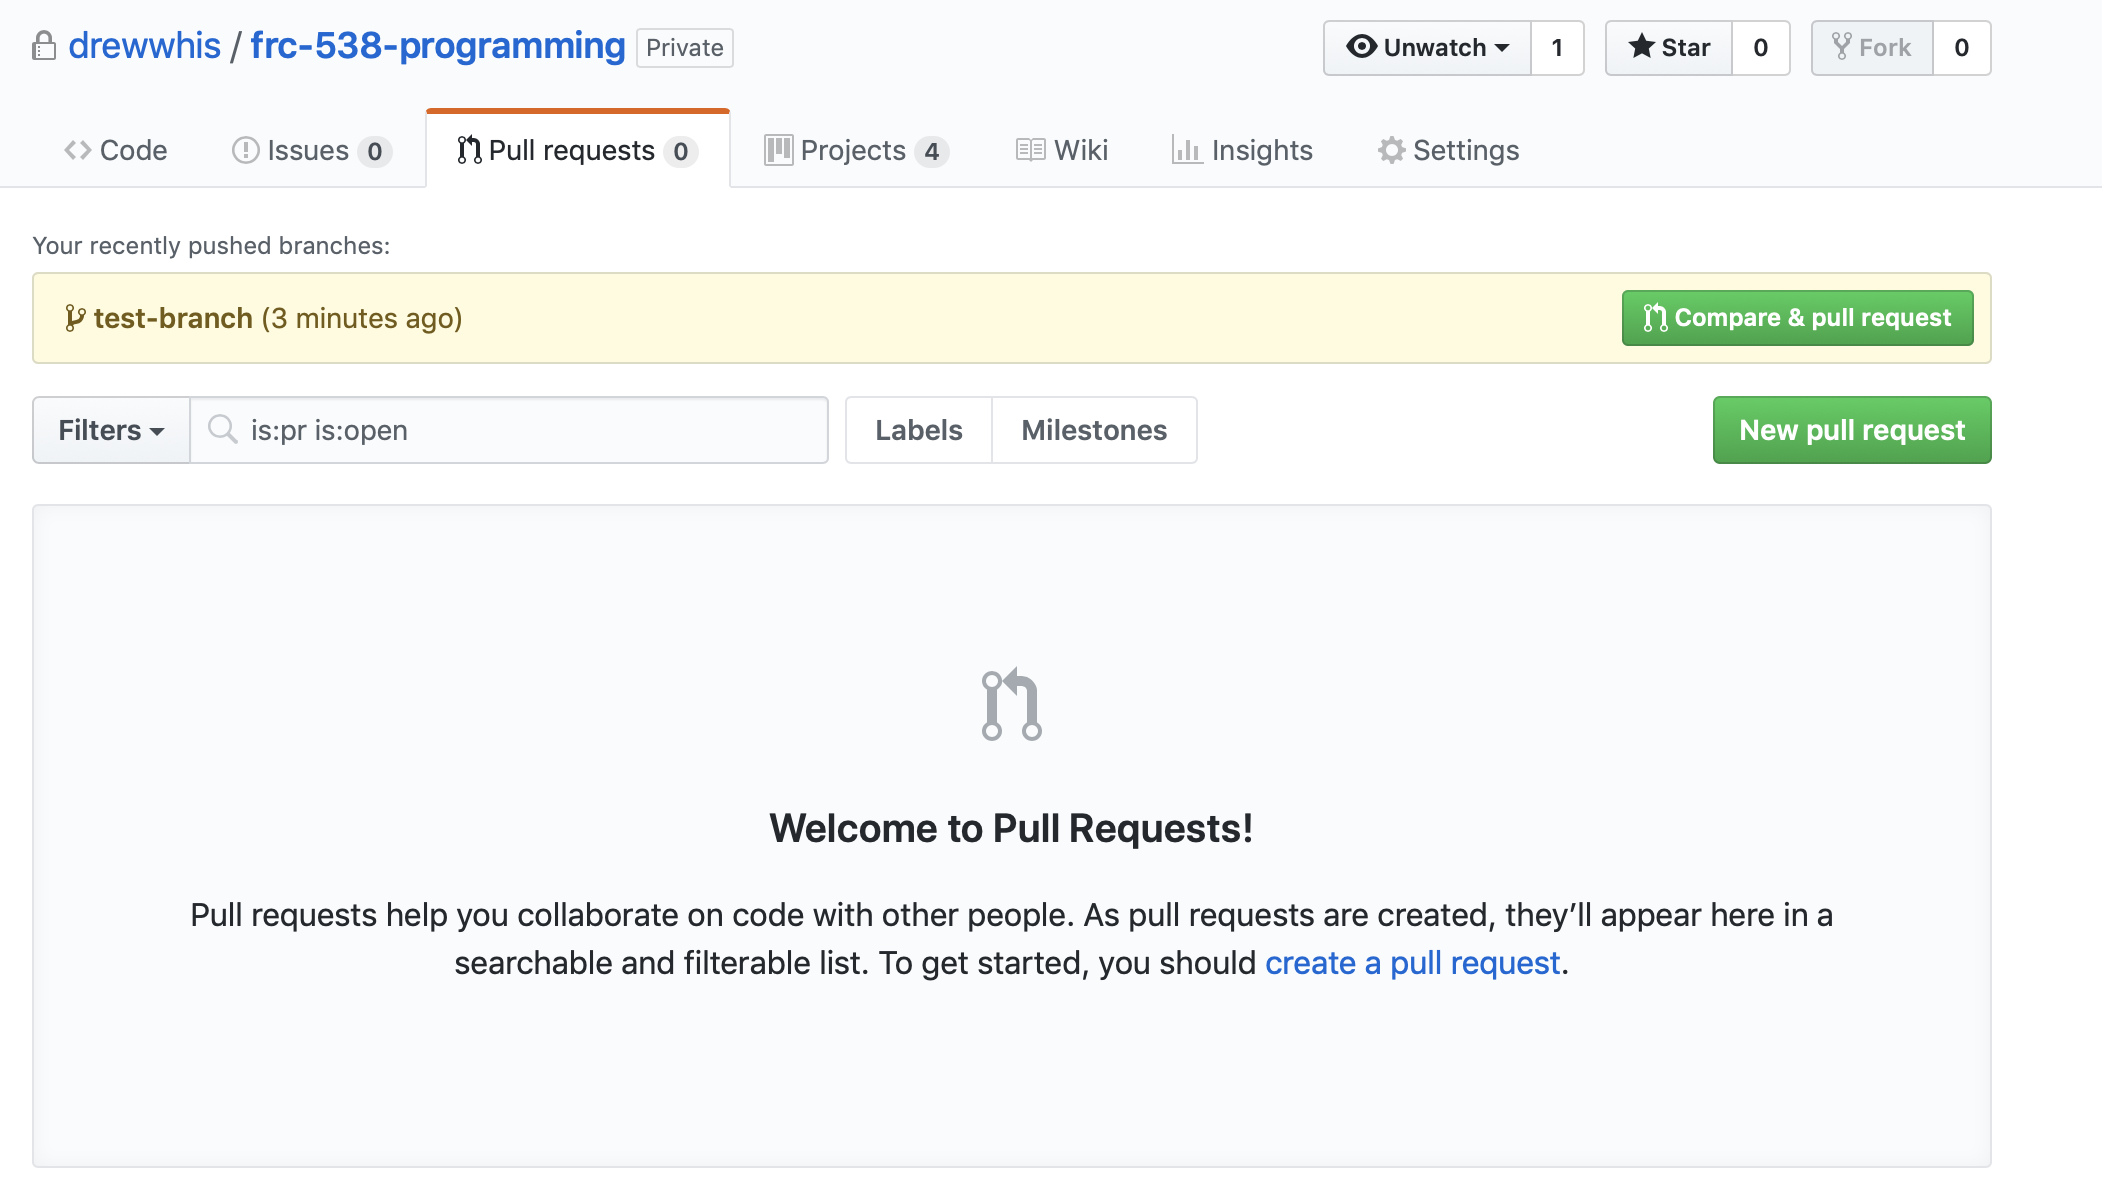 drewwhis / frc-538-programming Private Unwatch 1 Star 0 Fork 0
Code Issues 0 Pull requests 0 Projects 4 Wiki Insights Settings
Your recently pushed branches:
test-branch (3 minutes ago) Compare & pull request
Filters is:pr is:open Labels Milestones New pull request
Welcome to Pull Requests!
Pull requests help you collaborate on code with other people. As pull requests are created, they’ll appear here in a
searchable and filterable list. To get started, you should create a pull request.